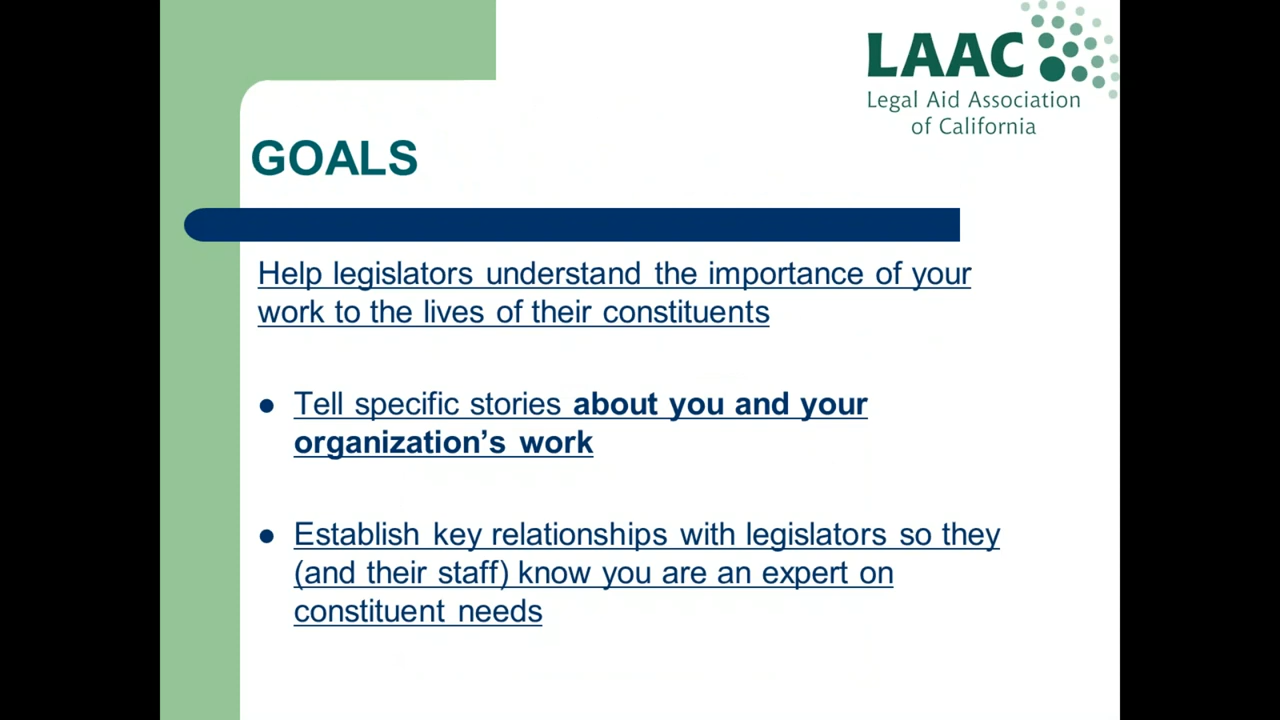 LAAC
Legal Aid Association
of California
GOALS
Help legislators understand the importance of your
work to the lives of their constituents
● Tell specific stories about you and your
organization’s work
● Establish key relationships with legislators so they
(and their staff) know you are an expert on
constituent needs